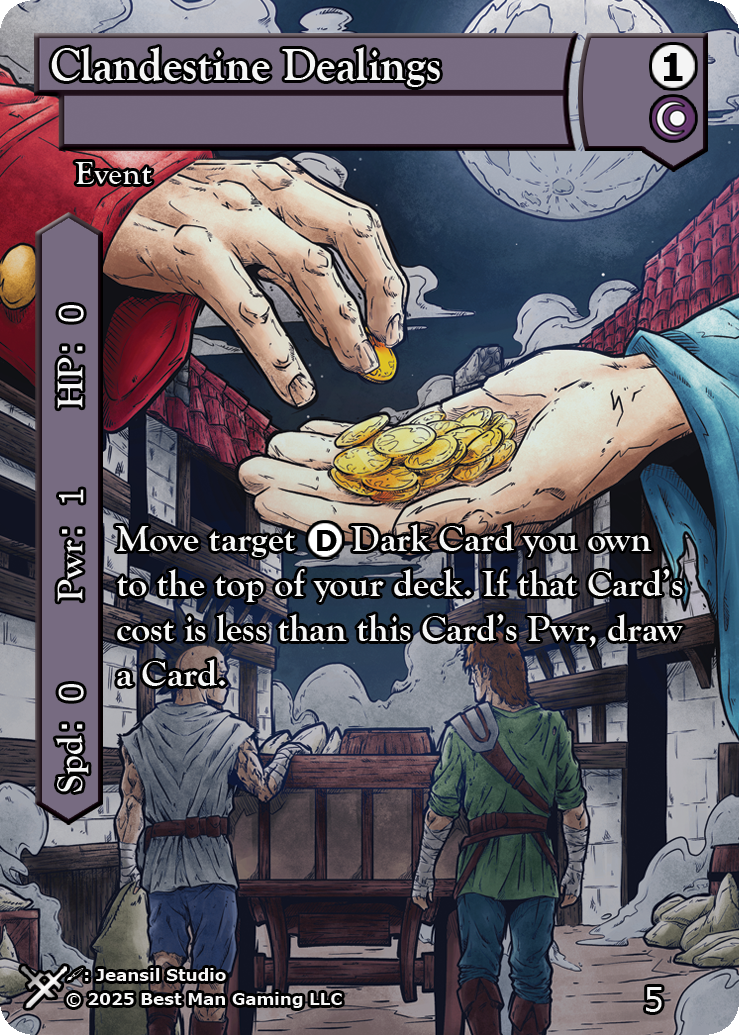 Clandestine Dealings
1
Event
HP: 0
Pwr: 1
Spd: 0
Move target D Dark Card you own
to the top of your deck. If that Card's
cost is less than this Card's Pwr, draw
a Card.
: Jeansil Studio
© 2025 Best Man Gaming LLC
5